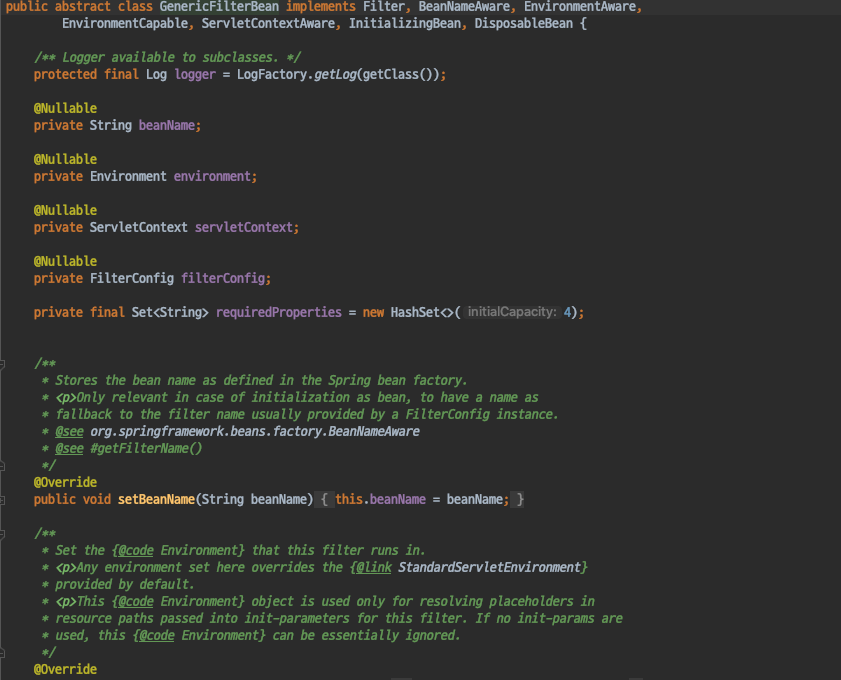 public abstract class GenericFilterBean implements Filter, BeanNameAware, EnvironmentAware,
EnvironmentCapable, ServletContextAware, InitializingBean, DisposableBean {
/** Logger available to subclasses. */
protected final Log logger = LogFactory.getLog(getClass());
@Nullable
private String beanName;
@Nullable
private Environment environment;
@Nullable
private ServletContext servletContext;
@Nullable
private FilterConfig filterConfig;
private final Set<String> requiredProperties = new HashSet<>( initialCapacity: 4);
/**
* Stores the bean name as defined in the Spring bean factory.
* <p>Only relevant in case of initialization as bean, to have a name as
* fallback to the filter name usually provided by a FilterConfig instance.
* @see org.springframework.beans.factory.BeanNameAware
* @see #getFilterName()
*/
@Override
public void setBeanName(String beanName) { this.beanName = beanName; }
/**
* Set the {@code Environment} that this filter runs in.
* <p>Any environment set here overrides the {@link StandardServletEnvironment}
* provided by default.
* <p>This {@code Environment} object is used only for resolving placeholders in
* resource paths passed into init-parameters for this filter. If no init-params are
* used, this {@code Environment} can be essentially ignored.
*/
@Override